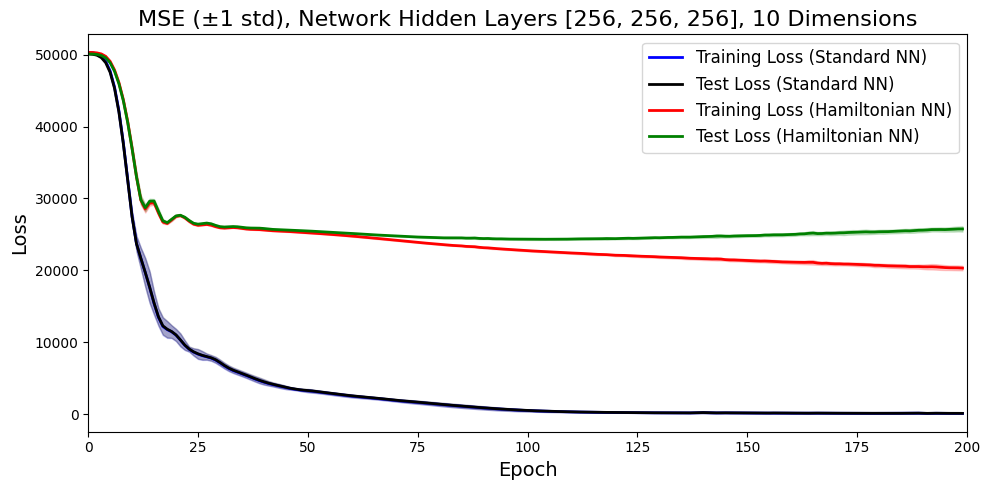 MSE (±1 std), Network Hidden Layers [256, 256, 256], 10 Dimensions
Training Loss (Standard NN)
Test Loss (Standard NN)
Training Loss (Hamiltonian NN)
Test Loss (Hamiltonian NN)
Loss
50000
40000
30000
20000
10000
0
0 25 50 75 100 125 150 175 200
Epoch